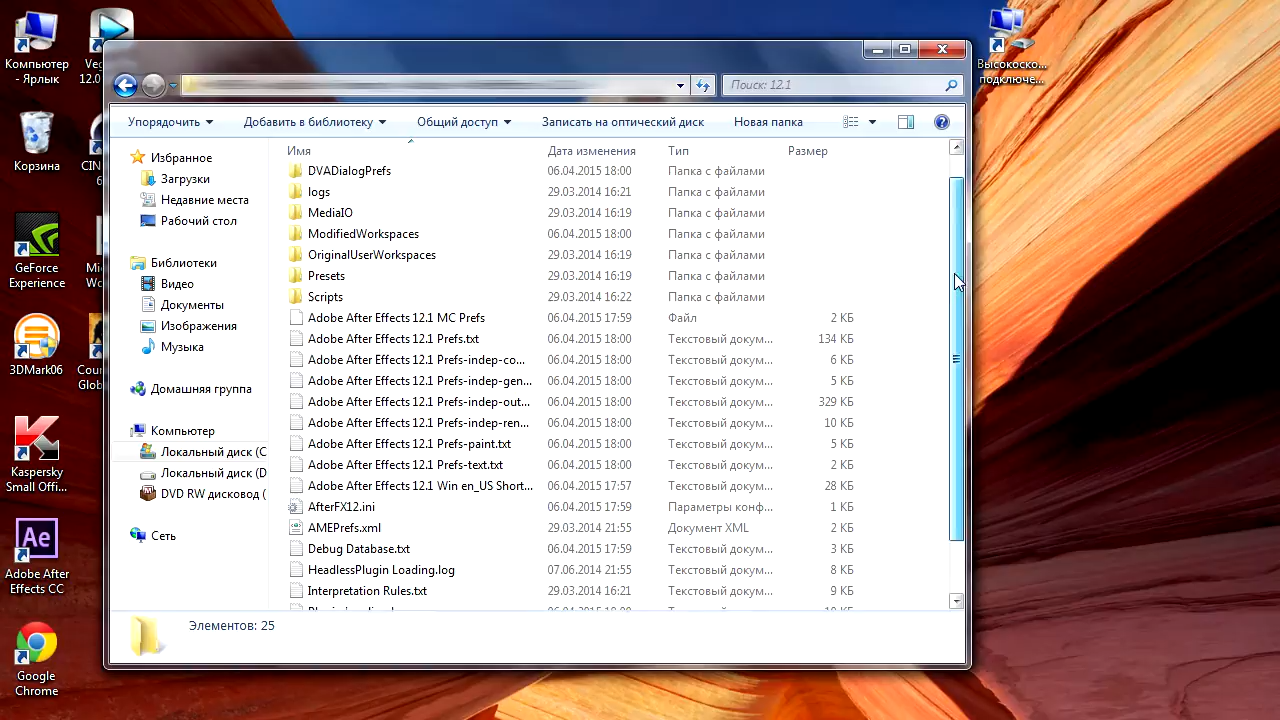 Компьютер
- Ярлык
Veg
12.0
Корзина
CIN
6
GeForce
Experience
Mi
Wo
3DMark06
Coun
Glob
Kaspersky
Small Offi...
Ae
Adobe After
Effects CC
Google
Chrome
Высокоско...
подключе...
Поиск: 12.1
Упорядочить
Добавить в библиотеку
Общий доступ
Записать на оптический диск
Новая папка
Избранное
Загрузки
Недавние места
Рабочий стол
Библиотеки
Видео
Документы
Изображения
Музыка
Домашняя группа
Компьютер
Локальный диск (C
Локальный диск (D
DVD RW дисковод (
Сеть
Имя Дата изменения Тип Размер
DVADialogPrefs 06.04.2015 18:00 Папка с файлами
logs 29.03.2014 16:21 Папка с файлами
MediaIO 29.03.2014 16:19 Папка с файлами
ModifiedWorkspaces 06.04.2015 18:00 Папка с файлами
OriginalUserWorkspaces 29.03.2014 16:19 Папка с файлами
Presets 29.03.2014 16:19 Папка с файлами
Scripts 29.03.2014 16:22 Папка с файлами
Adobe After Effects 12.1 MC Prefs 06.04.2015 17:59 Файл 2 КБ
Adobe After Effects 12.1 Prefs.txt 06.04.2015 18:00 Текстовый докум... 134 КБ
Adobe After Effects 12.1 Prefs-indep-co... 06.04.2015 18:00 Текстовый докум... 6 КБ
Adobe After Effects 12.1 Prefs-indep-gen... 06.04.2015 18:00 Текстовый докум... 5 КБ
Adobe After Effects 12.1 Prefs-indep-out... 06.04.2015 18:00 Текстовый докум... 329 КБ
Adobe After Effects 12.1 Prefs-indep-ren... 06.04.2015 18:00 Текстовый докум... 10 КБ
Adobe After Effects 12.1 Prefs-paint.txt 06.04.2015 18:00 Текстовый докум... 5 КБ
Adobe After Effects 12.1 Prefs-text.txt 06.04.2015 18:00 Текстовый докум... 2 КБ
Adobe After Effects 12.1 Win en_US Short... 06.04.2015 17:57 Текстовый докум... 28 КБ
AfterFX12.ini 06.04.2015 17:59 Параметры конф... 1 КБ
AMEPrefs.xml 29.03.2014 21:55 Документ XML 2 КБ
Debug Database.txt 06.04.2015 17:59 Текстовый докум... 3 КБ
HeadlessPlugin Loading.log 07.06.2014 21:55 Текстовый докум... 8 КБ
Interpretation Rules.txt 29.03.2014 16:21 Текстовый докум... 9 КБ
Элементов: 25